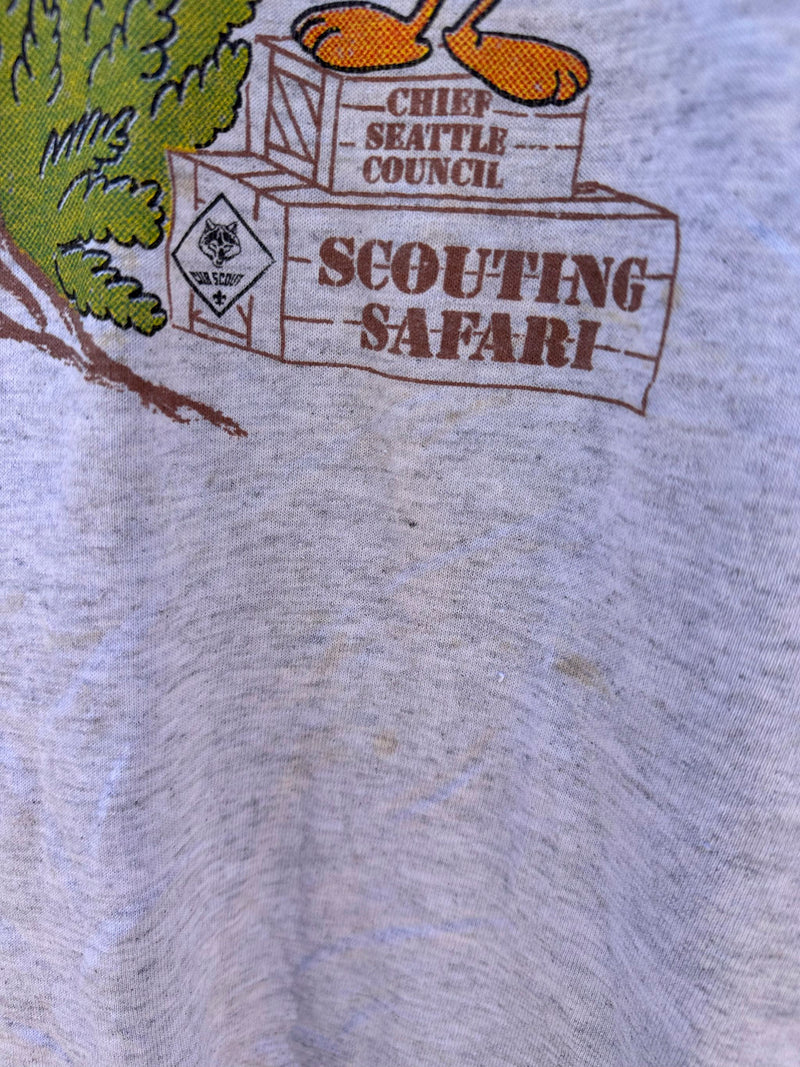 CHIEF
SEATTLE
COUNCIL
SCOUTING
SAFARI
CUB SCOUT